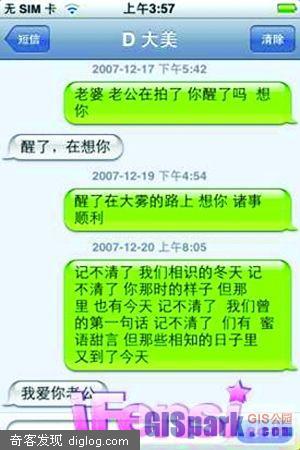 无 SIM 卡 上午3:57
短信 D 大美 清除
2007-12-17 下午5:42
老婆 老公在拍了 你醒了吗 想
你
醒了，在想你
2007-12-19 下午4:54
醒了在大雾的路上 想你 诸事
顺利
2007-12-20 上午8:05
记不清了 我们相识的冬天 记
不清了 你那时的样子 但那
里 也有今天 记不清了 我们曾
的第一句话 记不清了 们有 蜜
语甜言 但那些相知的日子里
又到了今天
我爱你老公
GIS公园
GISpark.com
奇客发现 diglog.com